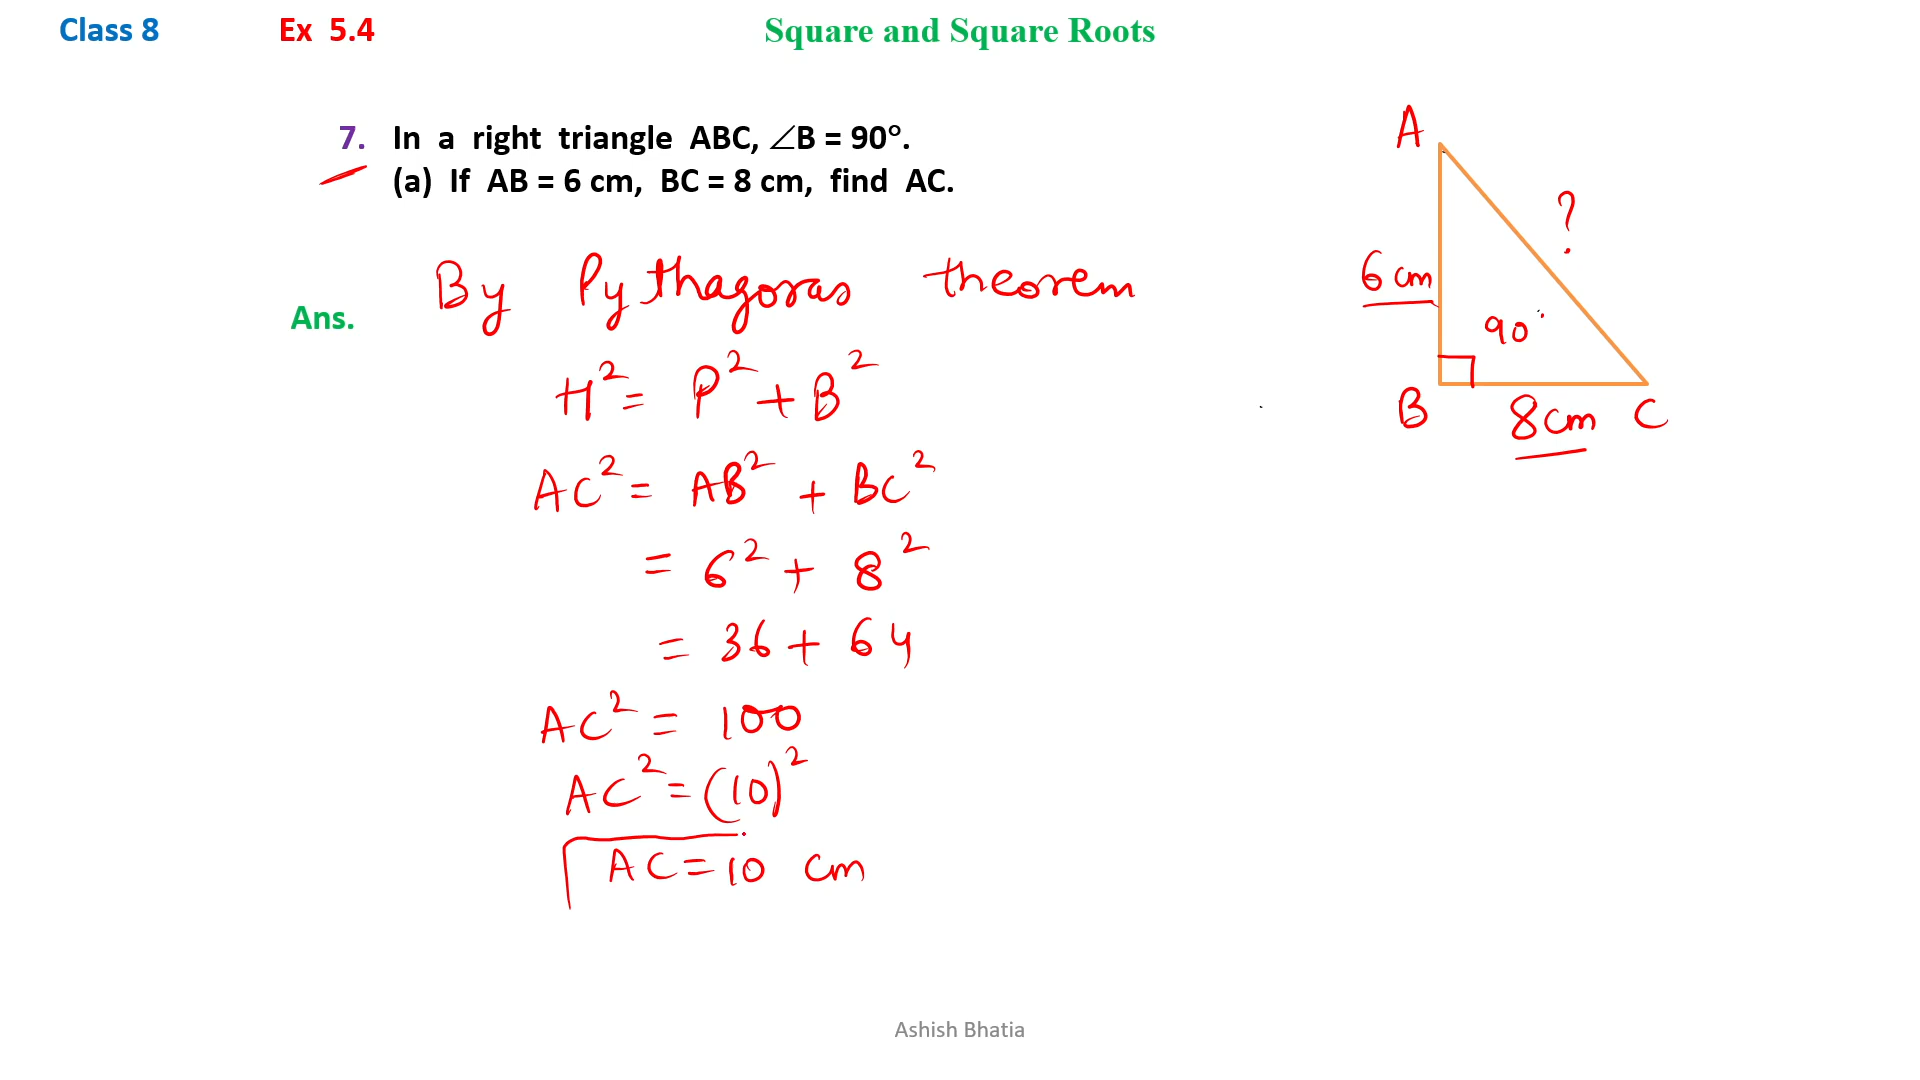 Class 8 Ex 5.4 Square and Square Roots
7. In a right triangle ABC, ∠B = 90°.
(a) If AB = 6 cm, BC = 8 cm, find AC.
Ans. By Pythagoras theorem
H² = P² + B²
AC² = AB² + BC²
= 6² + 8²
= 36 + 64
AC² = 100
AC² = (10)²
AC = 10 cm
A
?
6 cm
90°
B 8cm C
Ashish Bhatia